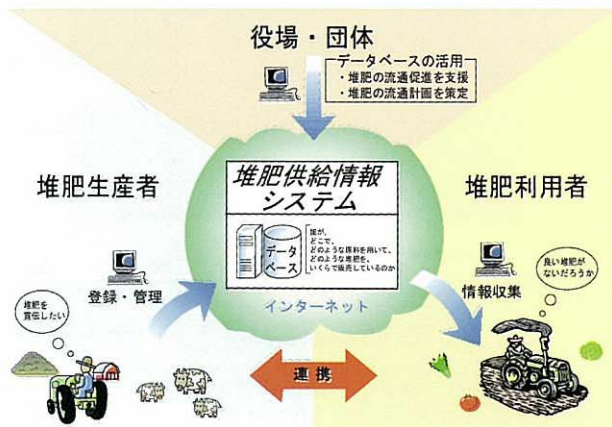 役場・団体
データベースの活用
・堆肥の流通促進を支援
・堆肥の流通計画を策定
堆肥生産者
堆肥供給情報
システム
堆肥利用者
データ
ベース
誰が、
どこで、
どのような原料を用いて、
どのような堆肥を、
いくらで販売しているのか
登録・管理
インターネット
情報収集
堆肥を
宣伝したい
良い堆肥が
ないだろうか
連携